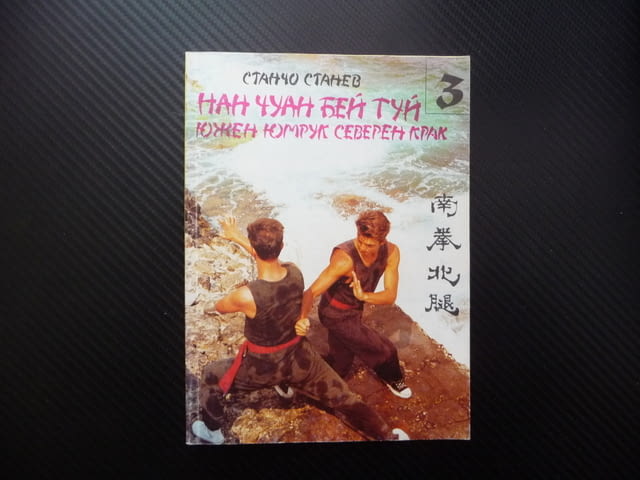 СТАНЧО СТАНЕВ
3
НАН ЧУАН БЕЙ ТУЙ
ЮЖЕН ЮМРУК СЕВЕРЕН КРАК
南拳北腿